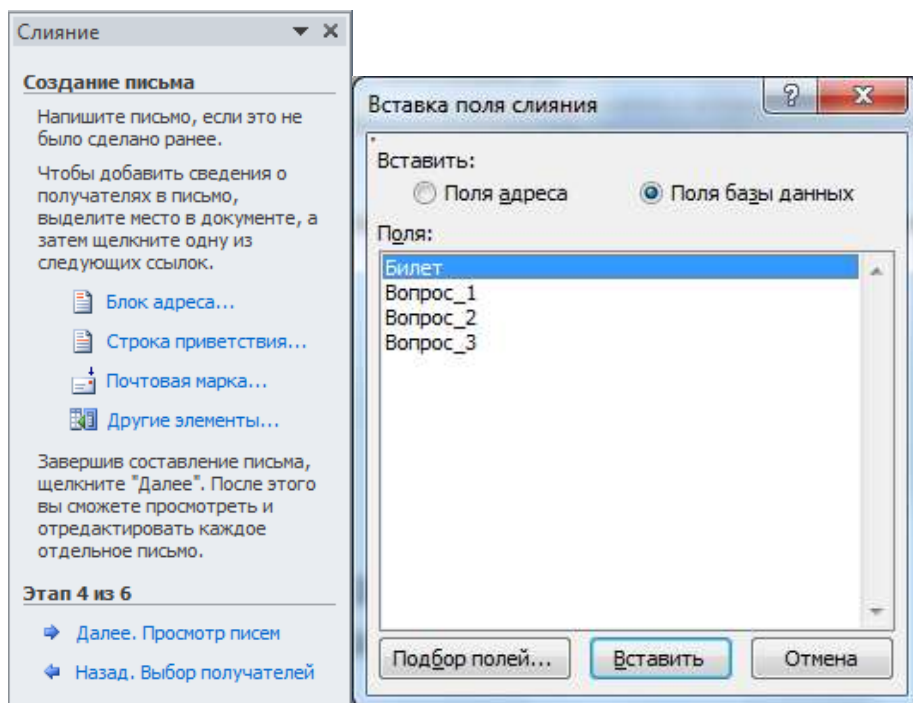 Слияние
Создание письма
Напишите письмо, если это не
было сделано ранее.
Чтобы добавить сведения о
получателях в письмо,
выделите место в документе, а
затем щелкните одну из
следующих ссылок.
Блок адреса...
Строка приветствия...
Почтовая марка...
Другие элементы...
Завершив составление письма,
щелкните "Далее". После этого
вы сможете просмотреть и
отредактировать каждое
отдельное письмо.
Этап 4 из 6
Далее. Просмотр писем
Назад. Выбор получателей
Вставка поля слияния
Вставить:
Поля адреса Поля базы данных
Поля:
Билет
Вопрос_1
Вопрос_2
Вопрос_3
Подбор полей... Вставить Отмена